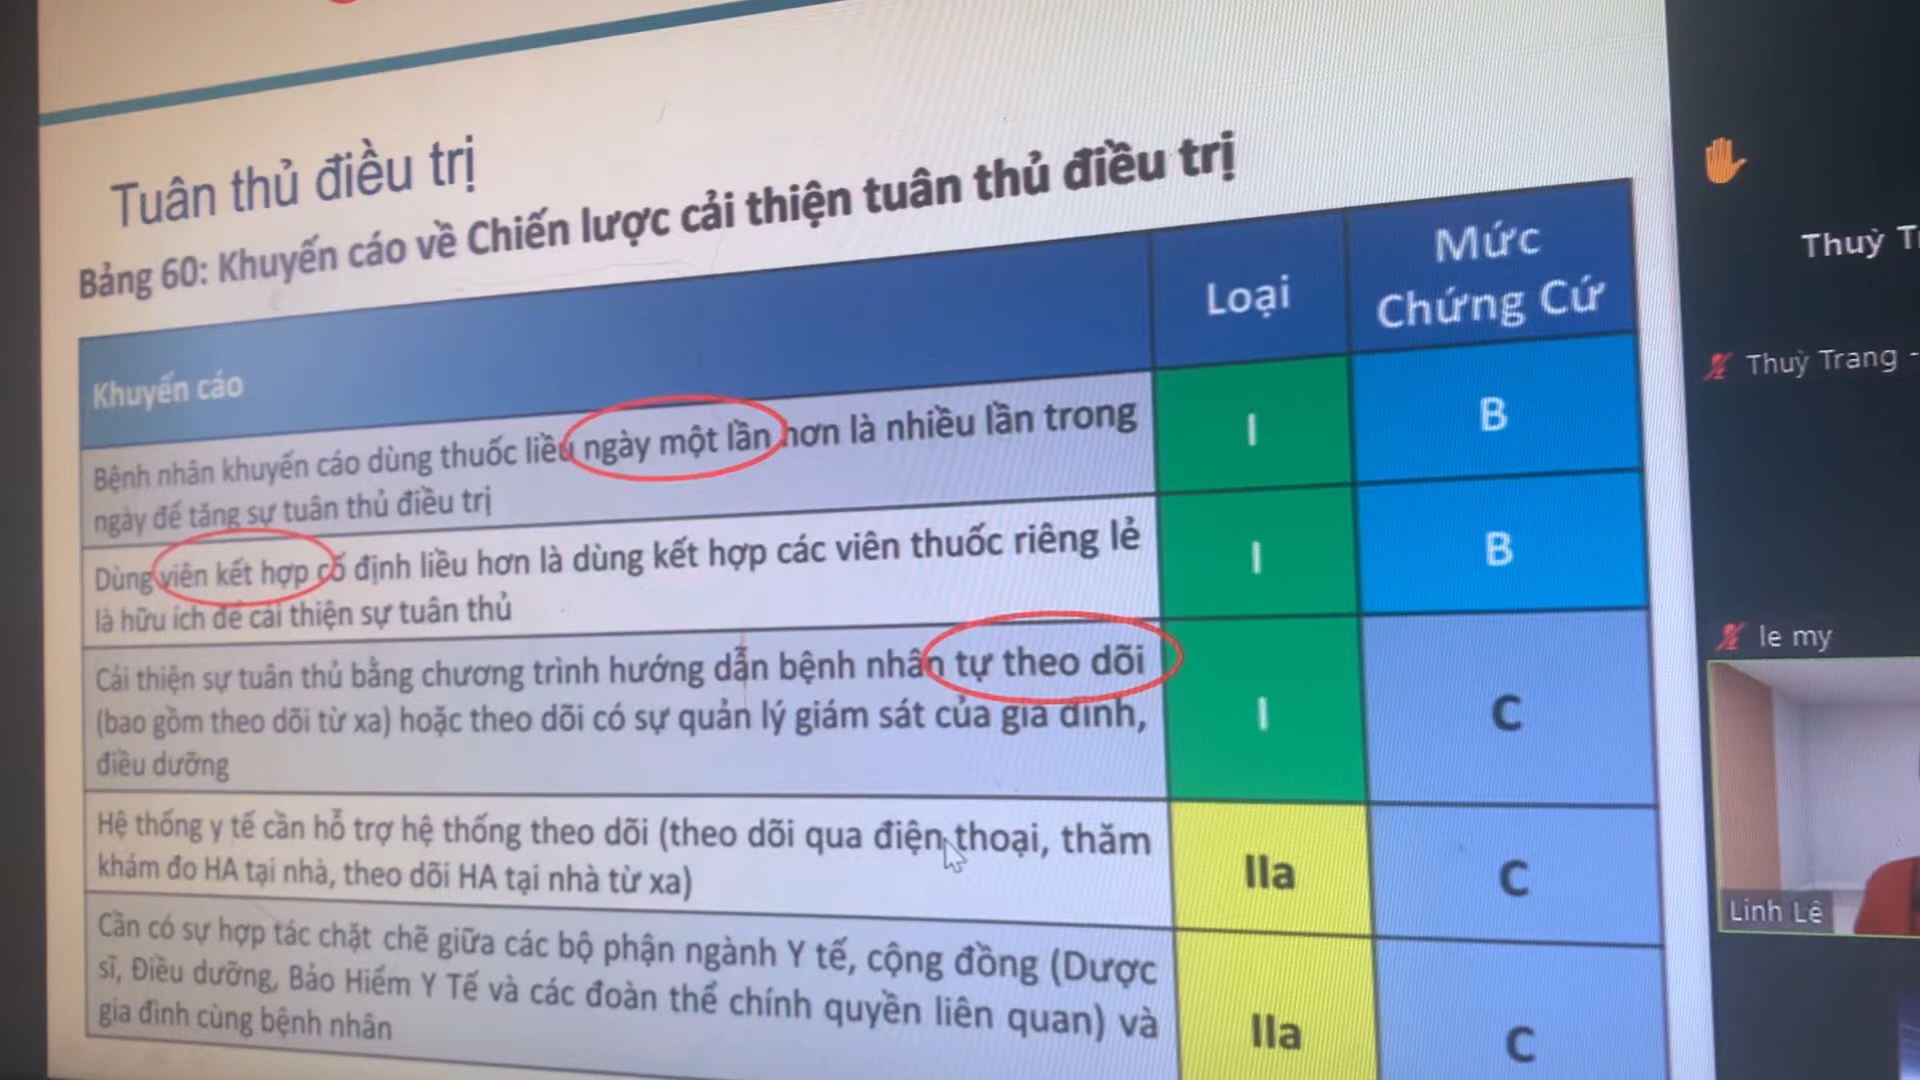 Tuân thủ điều trị
Bảng 60: Khuyến cáo về Chiến lược cải thiện tuân thủ điều trị
Khuyến cáo
Loại
Mức
Chứng Cứ
Bệnh nhân khuyến cáo dùng thuốc liều ngày một lần hơn là nhiều lần trong
ngày để tăng sự tuân thủ điều trị
I
B
Dùng viên kết hợp cố định liều hơn là dùng kết hợp các viên thuốc riêng lẻ
là hữu ích để cải thiện sự tuân thủ
I
B
Cải thiện sự tuân thủ bằng chương trình hướng dẫn bệnh nhân tự theo dõi
(bao gồm theo dõi từ xa) hoặc theo dõi có sự quản lý giám sát của gia đình,
điều dưỡng
I
C
Hệ thống y tế cần hỗ trợ hệ thống theo dõi (theo dõi qua điện thoại, thăm
khám đo HA tại nhà, theo dõi HA tại nhà từ xa)
IIa
C
Cần có sự hợp tác chặt chẽ giữa các bộ phận ngành Y tế, cộng đồng (Dược
sĩ, Điều dưỡng, Bảo Hiểm Y Tế và các đoàn thể chính quyền liên quan) và
gia đình cùng bệnh nhân
IIa
C
Thuỳ
Thuỳ Trang -
le my
Linh Lê